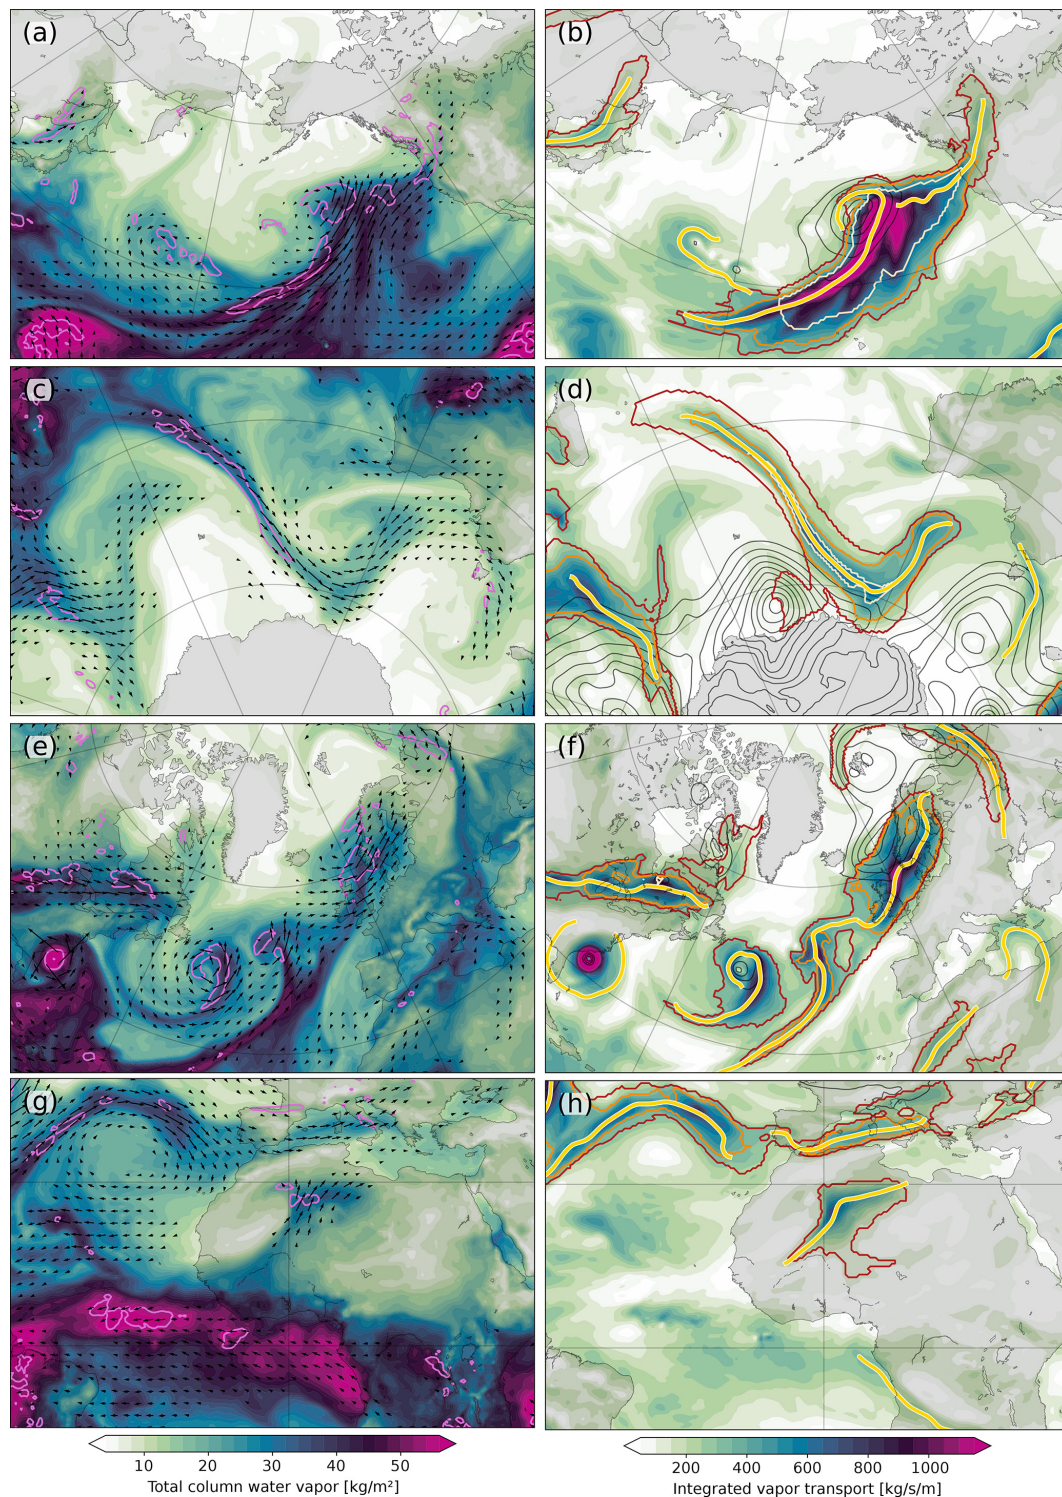 (a)
(b)
(c)
(d)
(e)
(f)
(g)
(h)
10 20 30 40 50
Total column water vapor [kg/m²]
200 400 600 800 1000
Integrated vapor transport [kg/s/m]